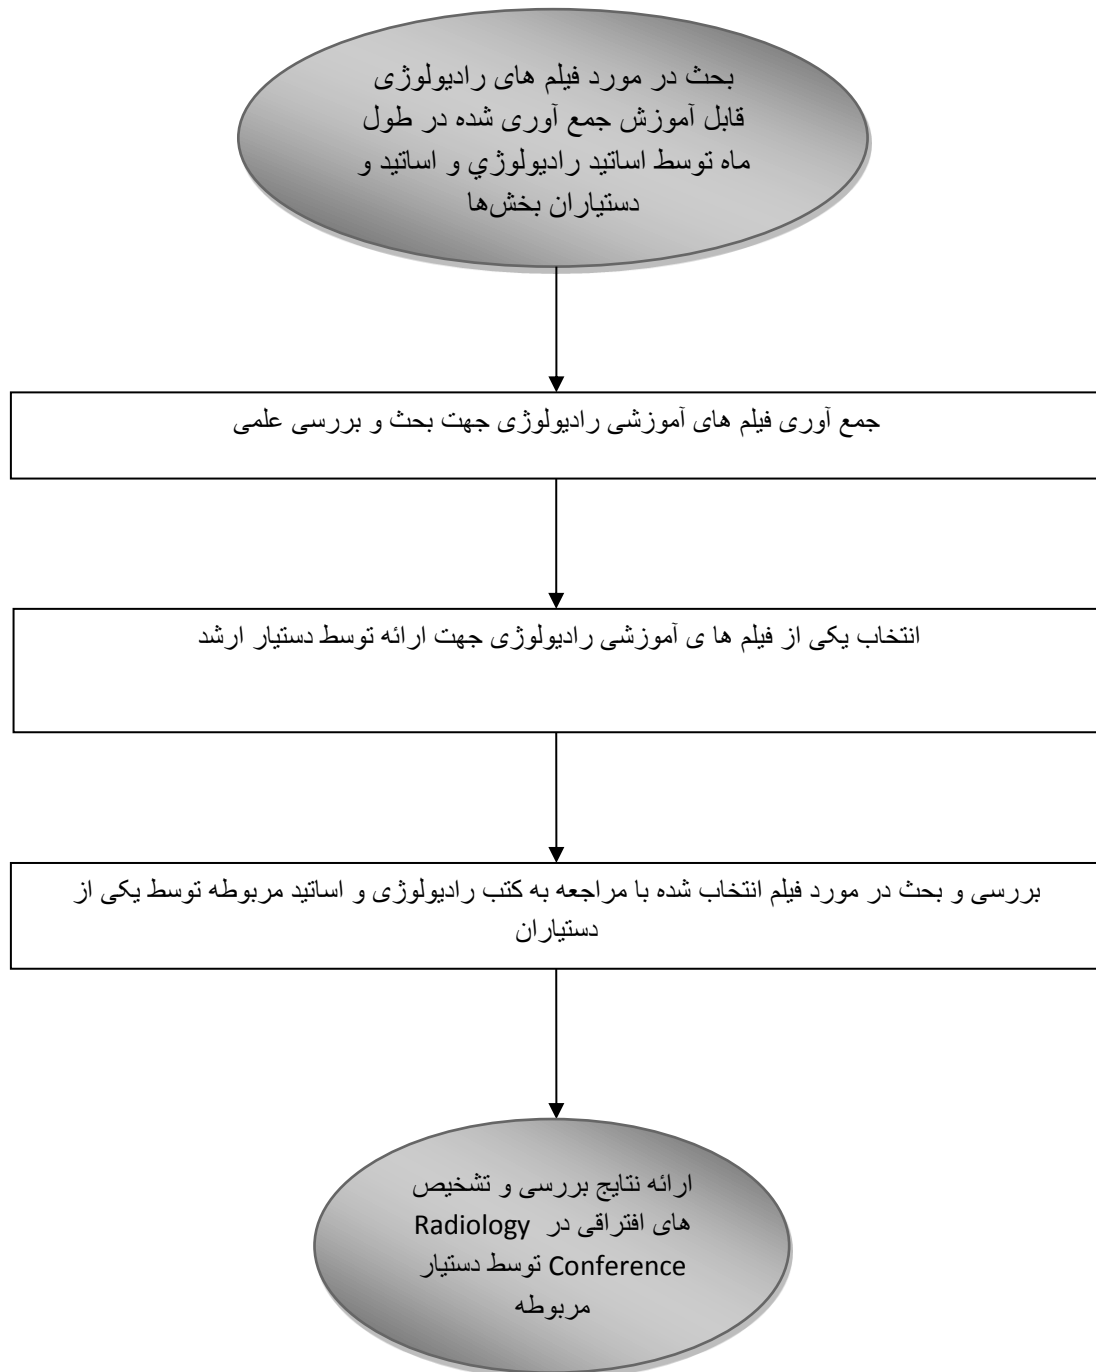 بحث در مورد فیلم های رادیولوژی
قابل آموزش جمع آوری شده در طول
ماه توسط اساتید رادیولوژي و اساتید و
دستیاران بخش‌ها
جمع آوری فیلم های آموزشی رادیولوژی جهت بحث و بررسی علمی
انتخاب یکی از فیلم ها ی آموزشی رادیولوژی جهت ارائه توسط دستیار ارشد
بررسی و بحث در مورد فیلم انتخاب شده با مراجعه به کتب رادیولوژی و اساتید مربوطه توسط یکی از
دستیاران
ارائه نتایج بررسی و تشخیص
های افتراقی در Radiology
Conference توسط دستیار
مربوطه